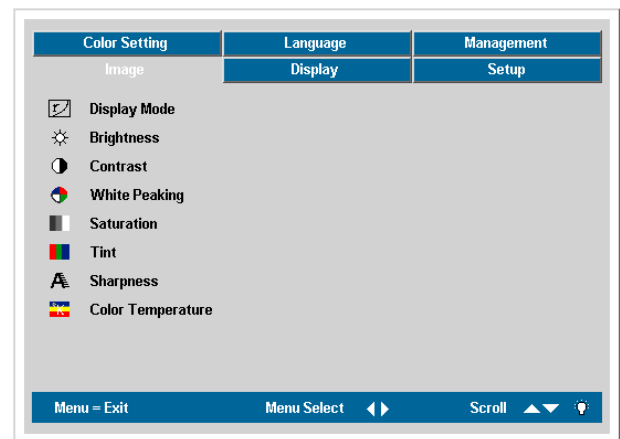 Color Setting Language Management
Image Display Setup
Display Mode
Brightness
Contrast
White Peaking
Saturation
Tint
Sharpness
Color Temperature
Menu = Exit Menu Select Scroll